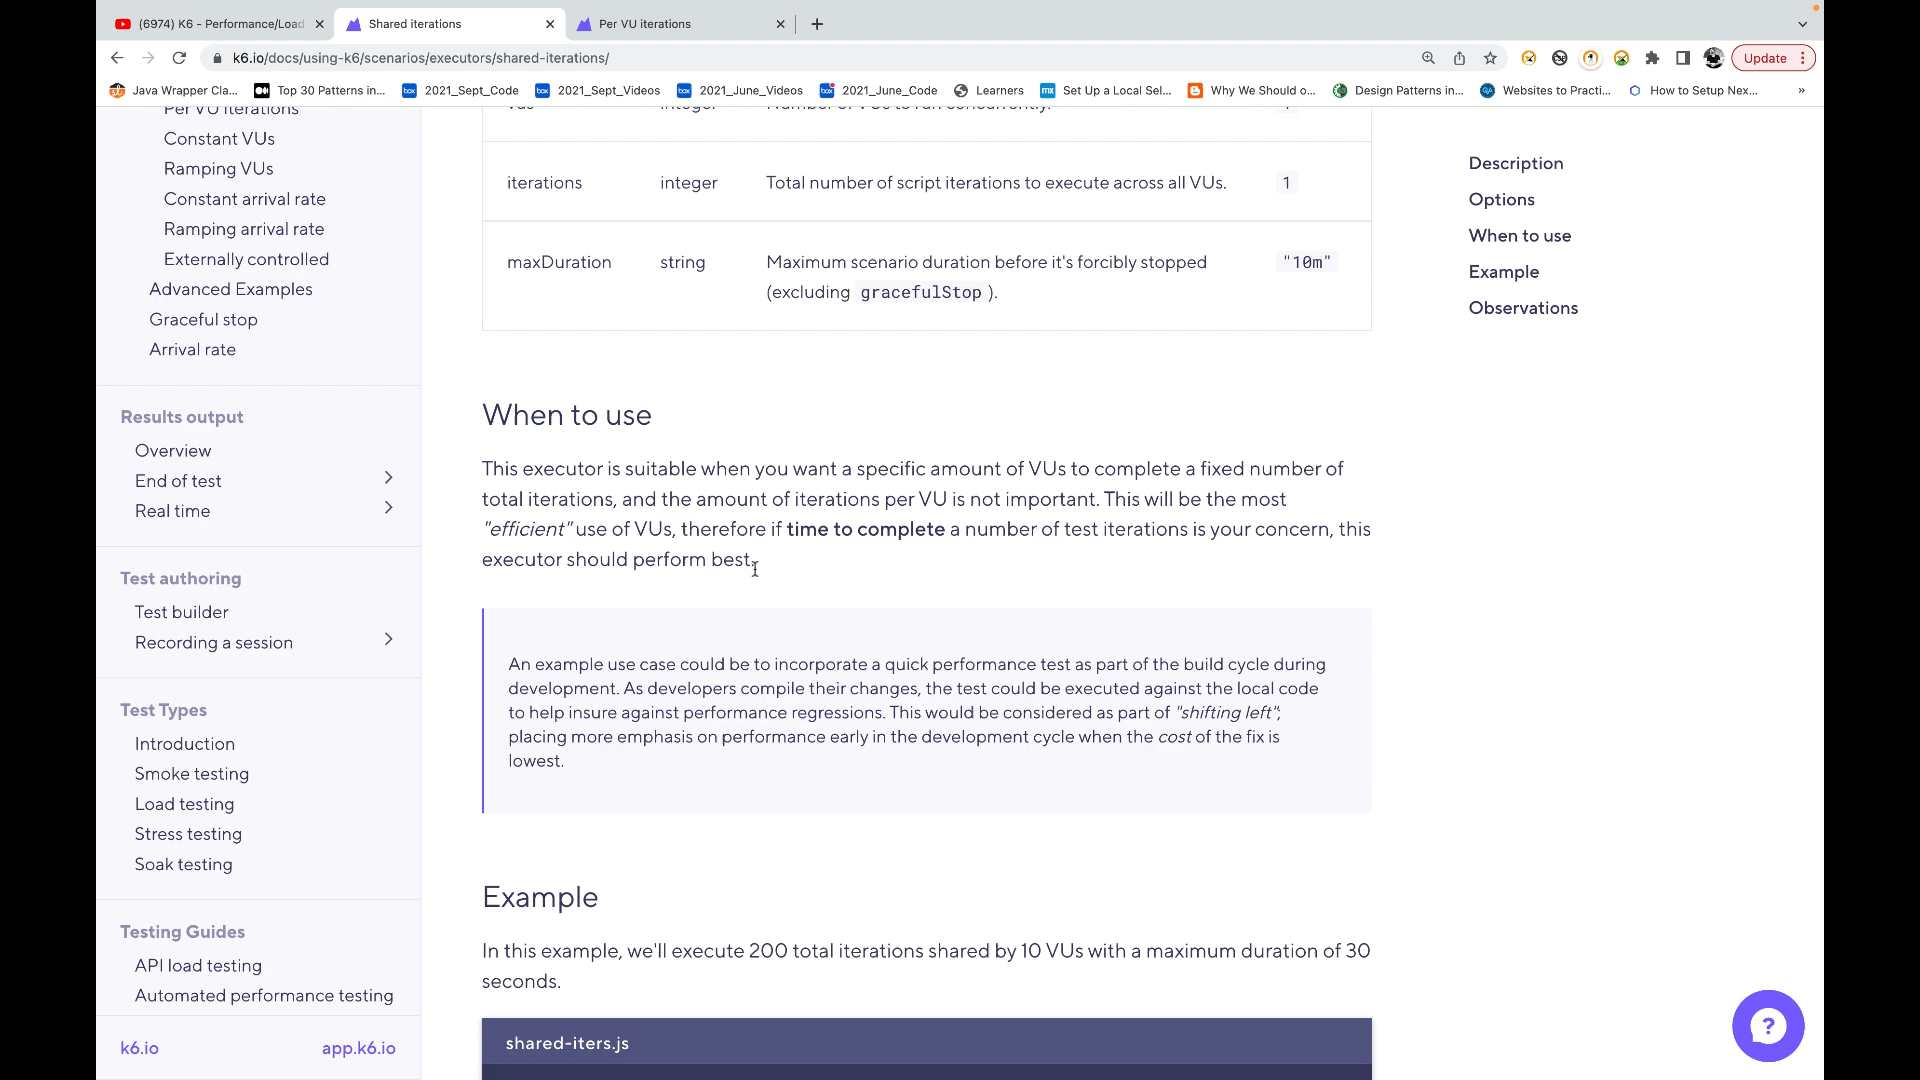 (6974) K6 - Performance/Load
Shared iterations
Per VU iterations
k6.io/docs/using-k6/scenarios/executors/shared-iterations/
Update
Java Wrapper Cla...
Top 30 Patterns in...
2021_Sept_Code
2021_Sept_Videos
2021_June_Videos
2021_June_Code
Learners
Set Up a Local Sel...
Why We Should o...
Design Patterns in...
Websites to Practi...
How to Setup Nex...
»
Per VU iterations
Constant VUs
Ramping VUs
Constant arrival rate
Ramping arrival rate
Externally controlled
Advanced Examples
Graceful stop
Arrival rate
Results output
Overview
End of test
Real time
Test authoring
Test builder
Recording a session
Test Types
Introduction
Smoke testing
Load testing
Stress testing
Soak testing
Testing Guides
API load testing
Automated performance testing
k6.io app.k6.io
vus integer Number of VUs to run concurrently. 1
iterations integer Total number of script iterations to execute across all VUs. 1
maxDuration string Maximum scenario duration before it's forcibly stopped "10m"
(excluding gracefulStop ).
When to use
This executor is suitable when you want a specific amount of VUs to complete a fixed number of
total iterations, and the amount of iterations per VU is not important. This will be the most
"efficient" use of VUs, therefore if time to complete a number of test iterations is your concern, this
executor should perform best.
An example use case could be to incorporate a quick performance test as part of the build cycle during
development. As developers compile their changes, the test could be executed against the local code
to help insure against performance regressions. This would be considered as part of "shifting left";
placing more emphasis on performance early in the development cycle when the cost of the fix is
lowest.
Example
In this example, we'll execute 200 total iterations shared by 10 VUs with a maximum duration of 30
seconds.
shared-iters.js
Description
Options
When to use
Example
Observations
?